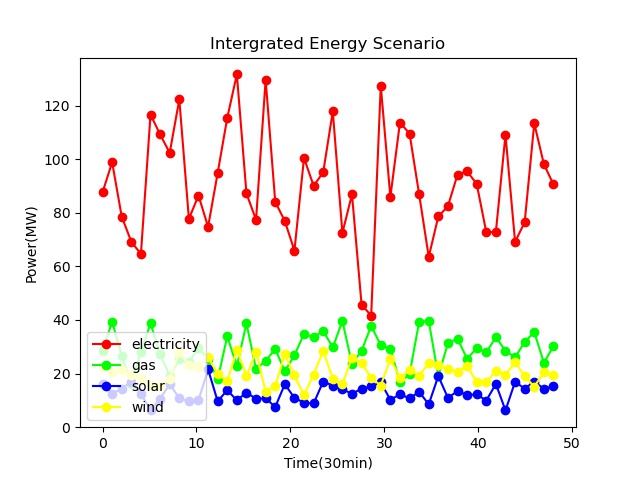 Intergrated Energy Scenario
Power(MW)
120
100
80
60
40
20
0
electricity
gas
solar
wind
0 10 20 30 40 50
Time(30min)